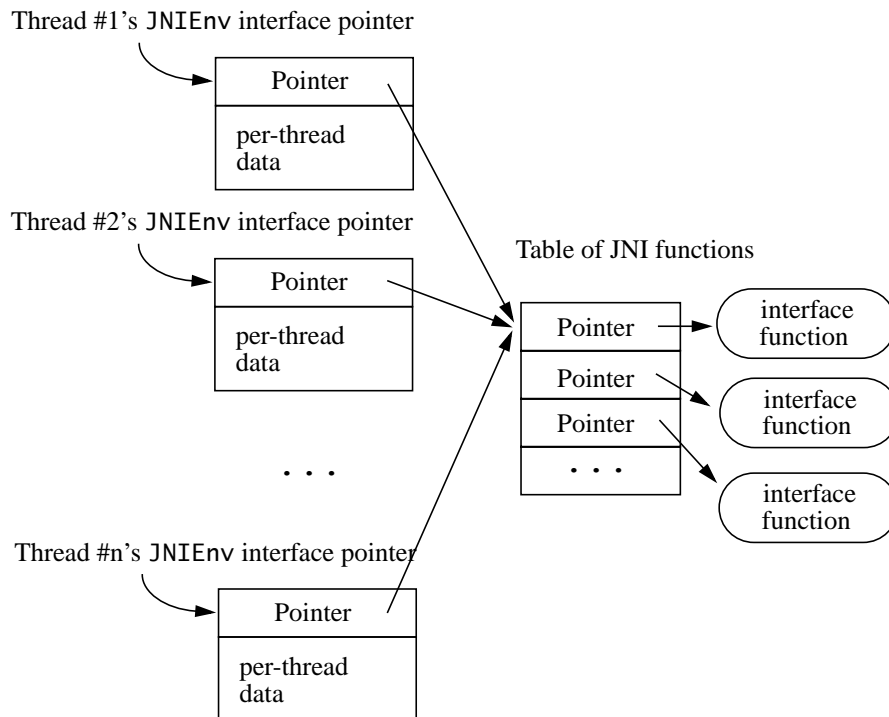 Thread #1's JNIEnv interface pointer
Pointer
per-thread
data
Thread #2's JNIEnv interface pointer
Pointer
per-thread
data
. . .
Thread #n's JNIEnv interface pointer
Pointer
per-thread
data
Table of JNI functions
Pointer
Pointer
Pointer
. . .
interface
function
interface
function
interface
function